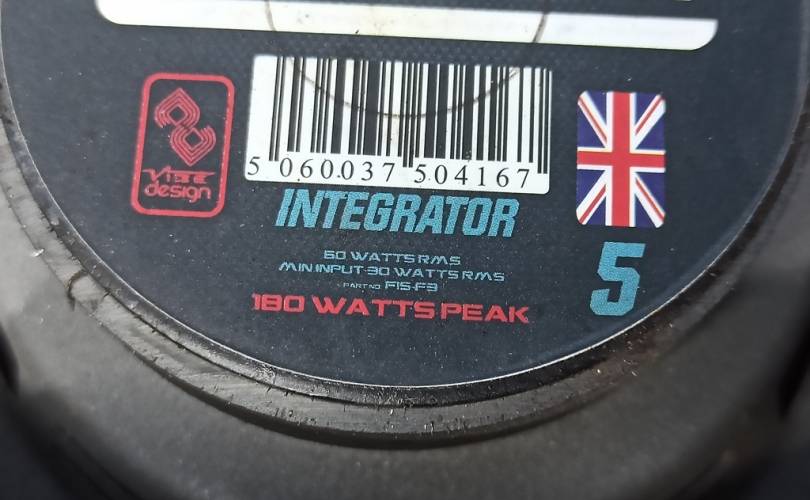 VIBE
design
5 060037 504167
INTEGRATOR
60 WATTS RMS
MIN INPUT-30 WATTS RMS
PART NO FI5-F3
180 WATTS PEAK
5